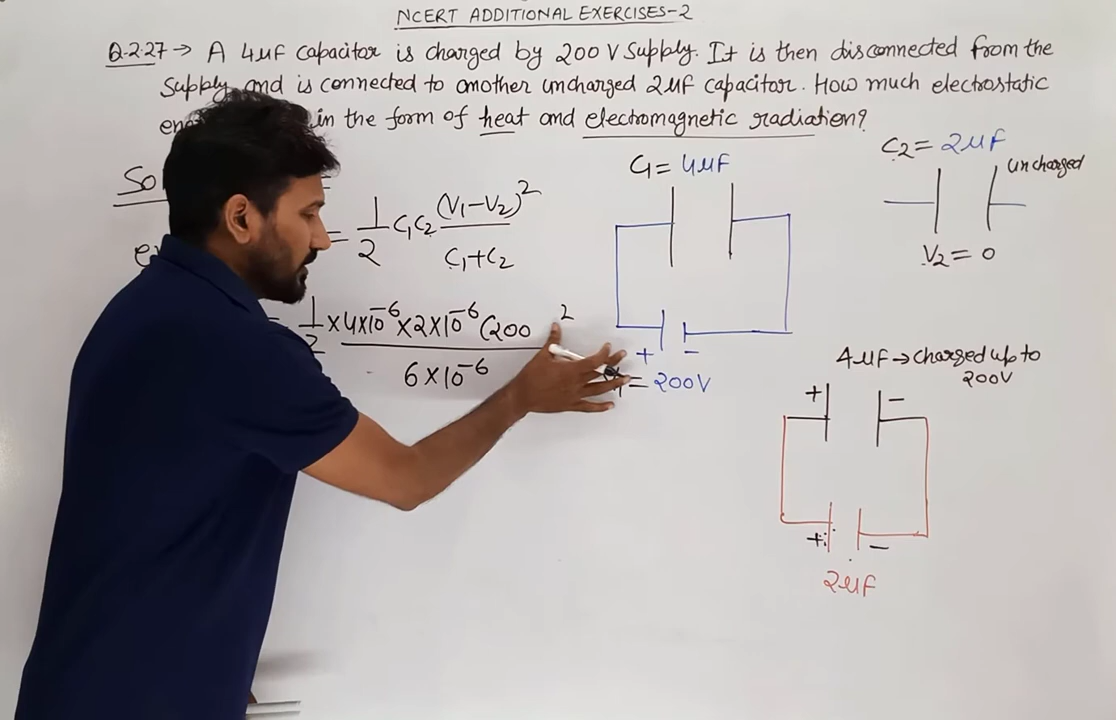 NCERT ADDITIONAL EXERCISES-2
Q.2.27 → A 4μF capacitor is charged by 200 V Supply. It is then disconnected from the
Supply and is connected to another uncharged 2μF capacitor. How much electrostatic
in the form of heat and electromagnetic radiation?
So
= 1/2 C₁C₂ (V₁-V₂)²/C₁+C₂
1/2 ×4×10⁻⁶×2×10⁻⁶(200 ²
6×10⁻⁶
C₁= 4μF
+ -
= 200V
C₂= 2μF
uncharged
V₂= 0
4μF→charged up to
200V
+ -
+ -
2μF